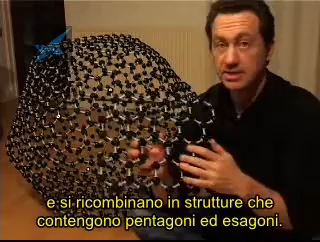 e si ricombinano in strutture che
contengono pentagoni ed esagoni.